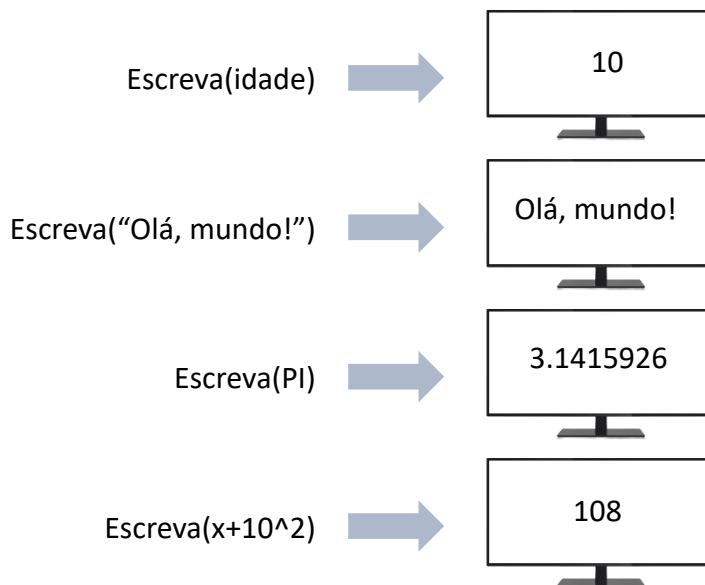 Escreva(idade)
10
Escreva(“Olá, mundo!”)
Olá, mundo!
Escreva(PI)
3.1415926
Escreva(x+10^2)
108